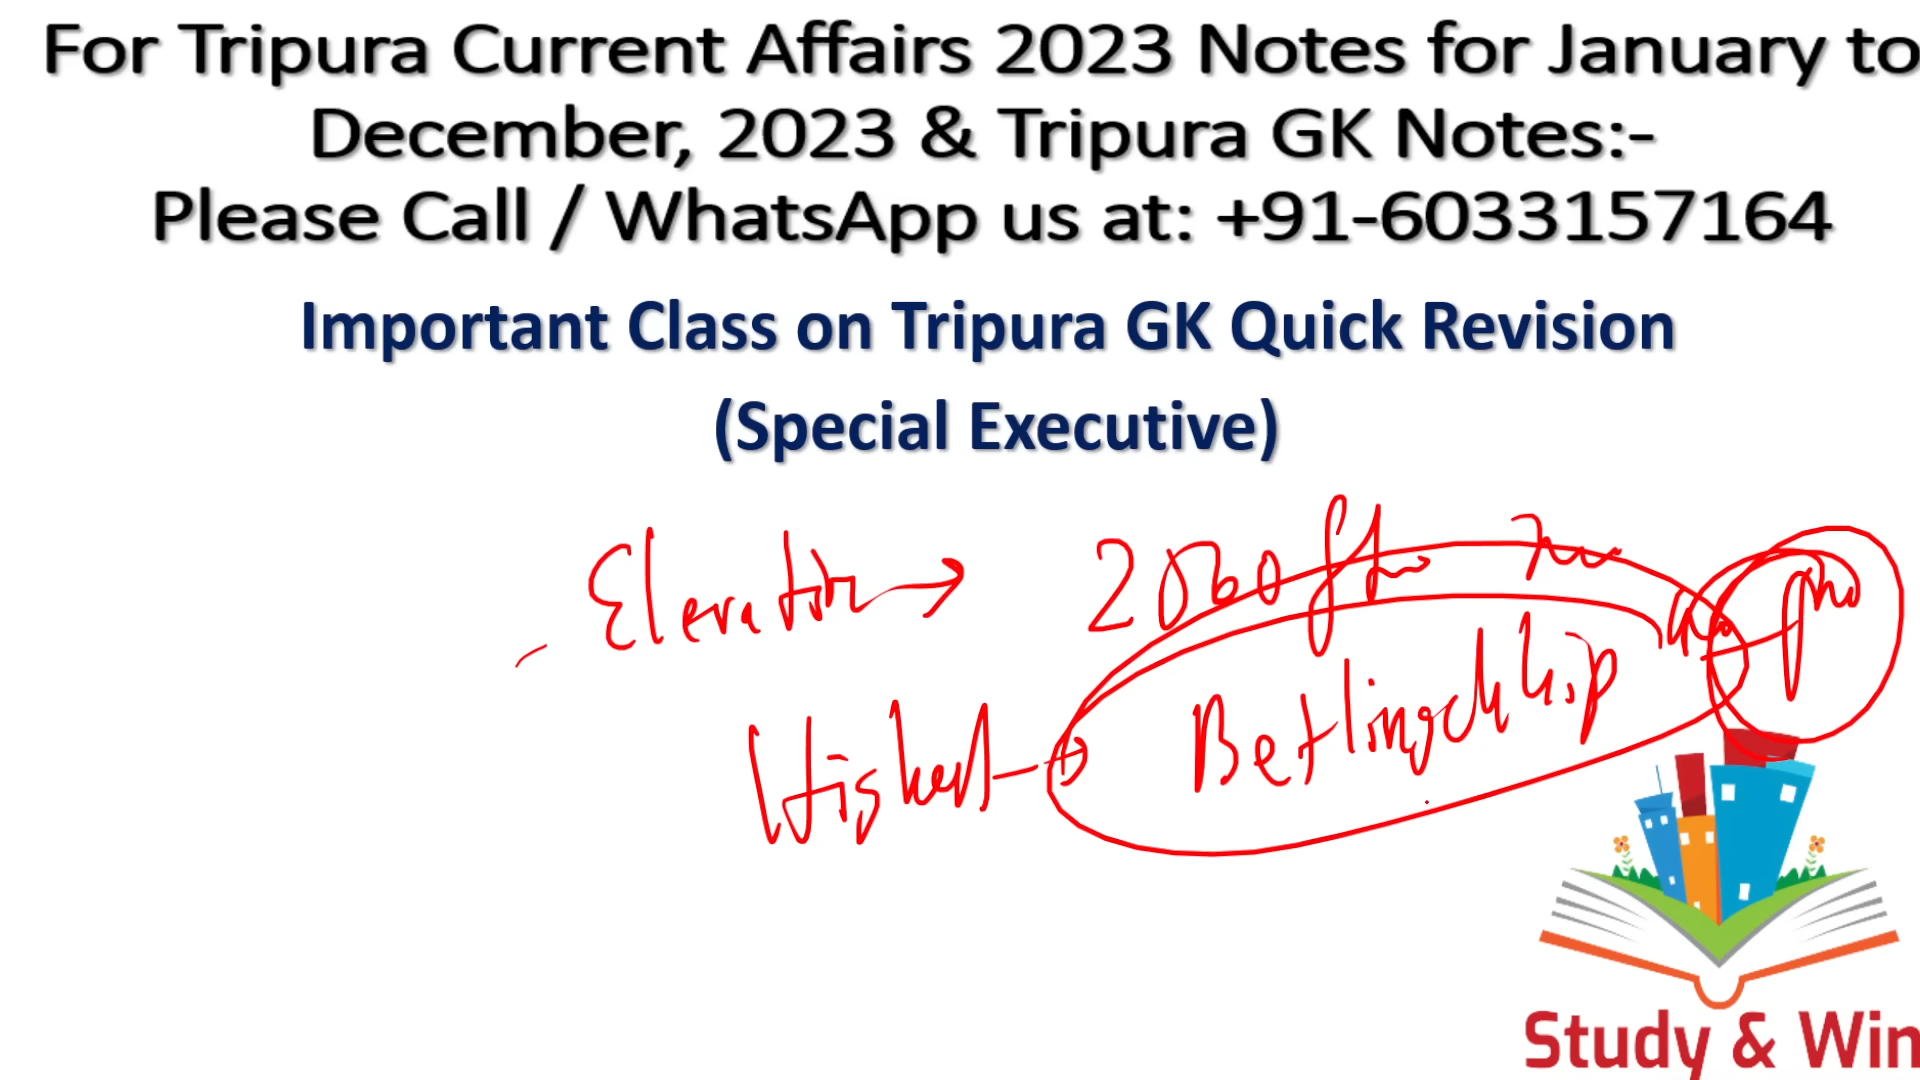 For Tripura Current Affairs 2023 Notes for January to
December, 2023 & Tripura GK Notes:-
Please Call / WhatsApp us at: +91-6033157164
Important Class on Tripura GK Quick Revision
(Special Executive)
Elevation → 2060 ft
Highest → Betlingchhip
Study & Win